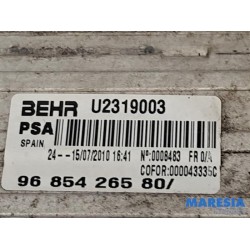 BEHR U2319003
PSA
SPAIN 24--15/07/2010 16:41 Nº:0008483 FR 0/A
COFOR:000043335C
96 854 265 80/
MARESIA